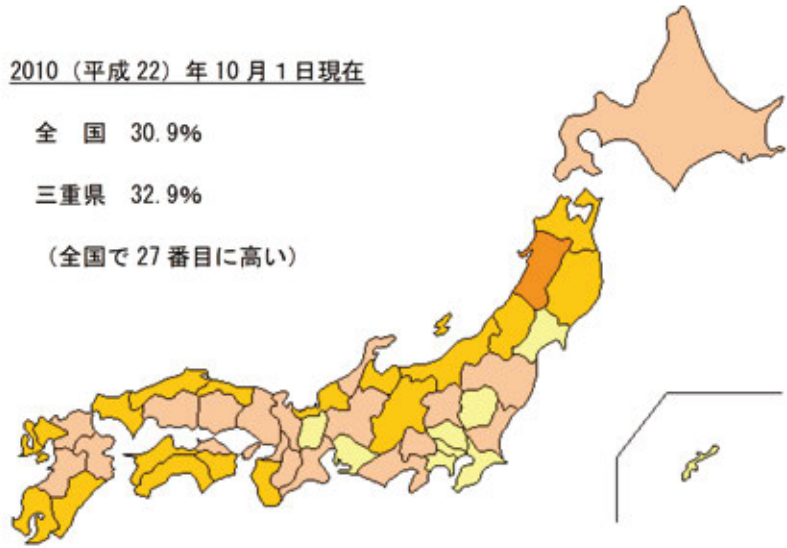 2010（平成22）年10月1日現在
全　国　30.9%
三重県　32.9%
（全国で27番目に高い）